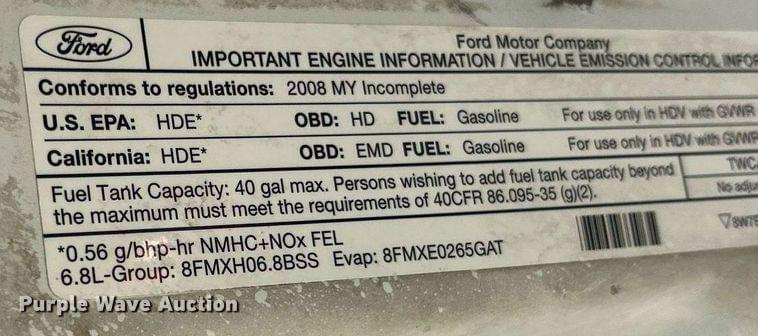 Ford
Ford Motor Company
IMPORTANT ENGINE INFORMATION / VEHICLE EMISSION CONTROL INFOR
Conforms to regulations: 2008 MY Incomplete
U.S. EPA: HDE* OBD: HD FUEL: Gasoline For use only in HDV with GVWR
California: HDE* OBD: EMD FUEL: Gasoline For use only in HDV with GVWR
Fuel Tank Capacity: 40 gal max. Persons wishing to add fuel tank capacity beyond
the maximum must meet the requirements of 40CFR 86.095-35 (g)(2).
TWC
No adju
*0.56 g/bhp-hr NMHC+NOx FEL
6.8L-Group: 8FMXH06.8BSS Evap: 8FMXE0265GAT
Purple Wave Auction